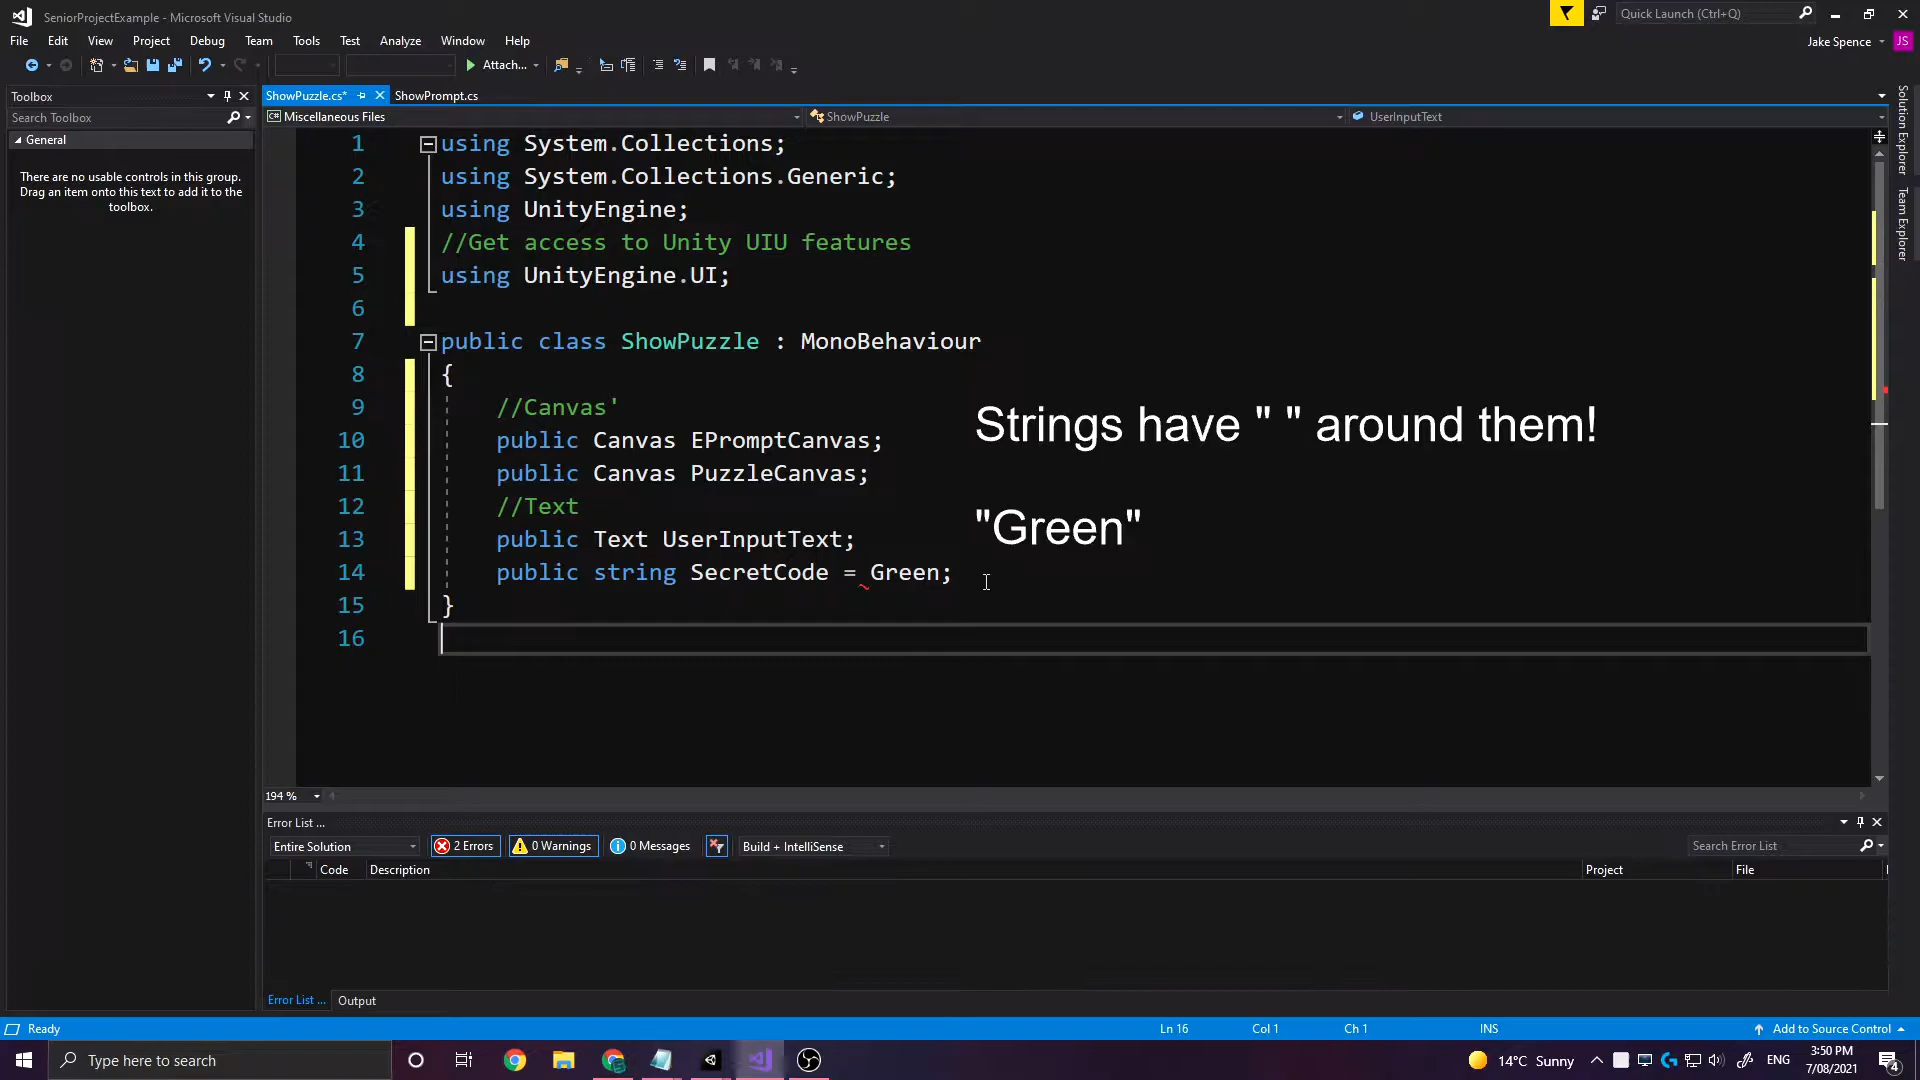 SeniorProjectExample - Microsoft Visual Studio
Quick Launch (Ctrl+Q)
File Edit View Project Debug Team Tools Test Analyze Window Help
Jake Spence JS
Attach...
Toolbox
ShowPuzzle.cs*
ShowPrompt.cs
Search Toolbox
C# Miscellaneous Files
ShowPuzzle
UserInputText
General
There are no usable controls in this group.
Drag an item onto this text to add it to the
toolbox.
Solution Explorer
Team Explorer
1 using System.Collections;
2 using System.Collections.Generic;
3 using UnityEngine;
4 //Get access to Unity UIU features
5 using UnityEngine.UI;
6
7 public class ShowPuzzle : MonoBehaviour
8 {
9 //Canvas'
10 public Canvas EPromptCanvas;
11 public Canvas PuzzleCanvas;
12 //Text
13 public Text UserInputText;
14 public string SecretCode = Green;
15 }
16
Strings have " " around them!
"Green"
194 %
Error List ...
Entire Solution
2 Errors
0 Warnings
0 Messages
Build + IntelliSense
Search Error List
Code
Description
Project
File
Error List ...
Output
Ready
Ln 16
Col 1
Ch 1
INS
Add to Source Control
Type here to search
14°C Sunny
ENG
3:50 PM
7/08/2021
4